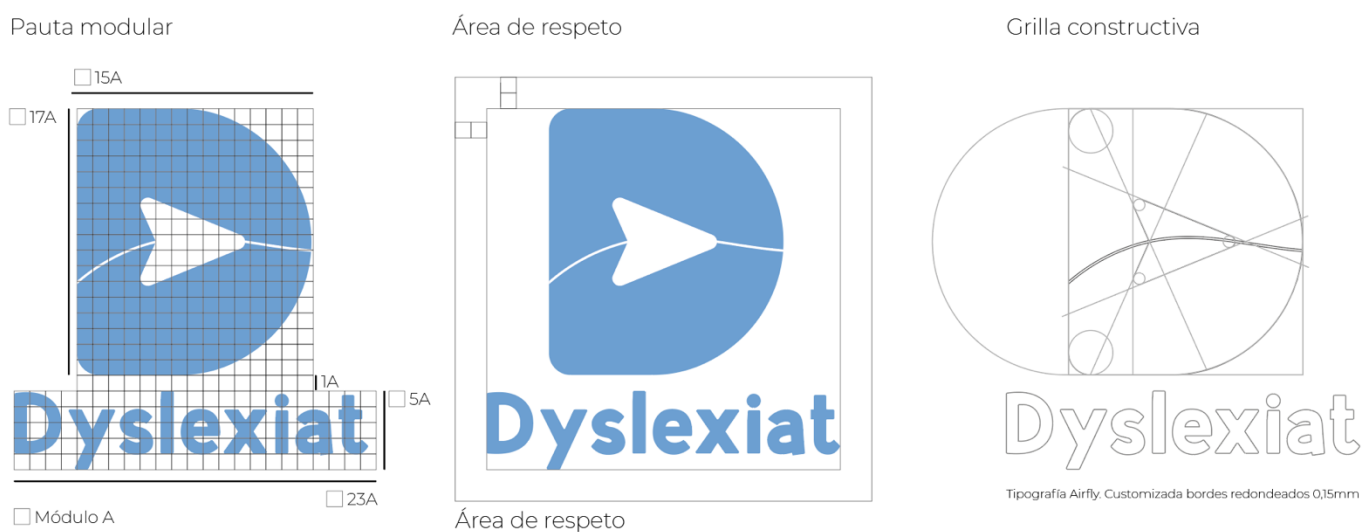 Pauta modular
15A
17A
1A
Dyslexiat
5A
23A
Módulo A
Área de respeto
Dyslexiat
Área de respeto
Grilla constructiva
Dyslexiat
Tipografía Airfly. Customizada bordes redondeados 0,15mm